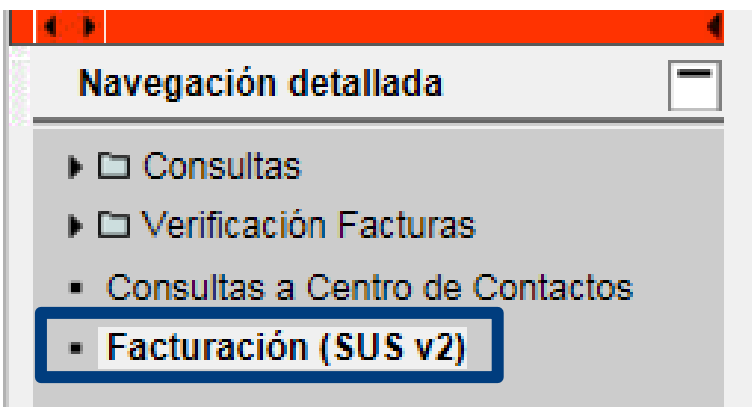 Navegación detallada
Consultas
Verificación Facturas
Consultas a Centro de Contactos
Facturación (SUS v2)